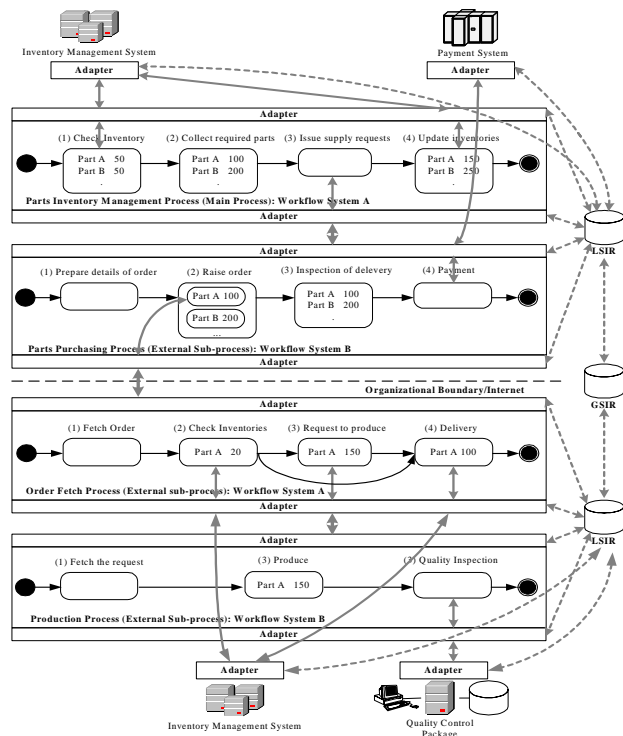 Inventory Management System
Payment System
Adapter
Adapter
Adapter
(1) Check Inventory
(2) Collect required parts
(3) Issue supply requests
(4) Update inventories
Part A 50
Part B 50
.
Part A 100
Part B 200
.
Part A 150
Part B 250
.
Parts Inventory Management Process (Main Process): Workflow System A
Adapter
LSIR
Adapter
(1) Prepare details of order
(2) Raise order
(3) Inspection of delevery
(4) Payment
Part A 100
Part B 200
...
Part A 100
Part B 200
.
Parts Purchasing Process (External Sub-process): Workflow System B
Adapter
Organizational Boundary/Internet
GSIR
Adapter
(1) Fetch Order
(2) Check Inventories
(3) Request to produce
(4) Delivery
Part A 20
Part A 150
Part A 100
Order Fetch Process (External sub-process): Workflow System A
Adapter
LSIR
Adapter
(1) Fetch the request
(3) Produce
(3) Quality Inspection
Part A 150
Production Process (External Sub-process): Workflow System B
Adapter
Adapter
Adapter
Inventory Management System
Quality Control
Package